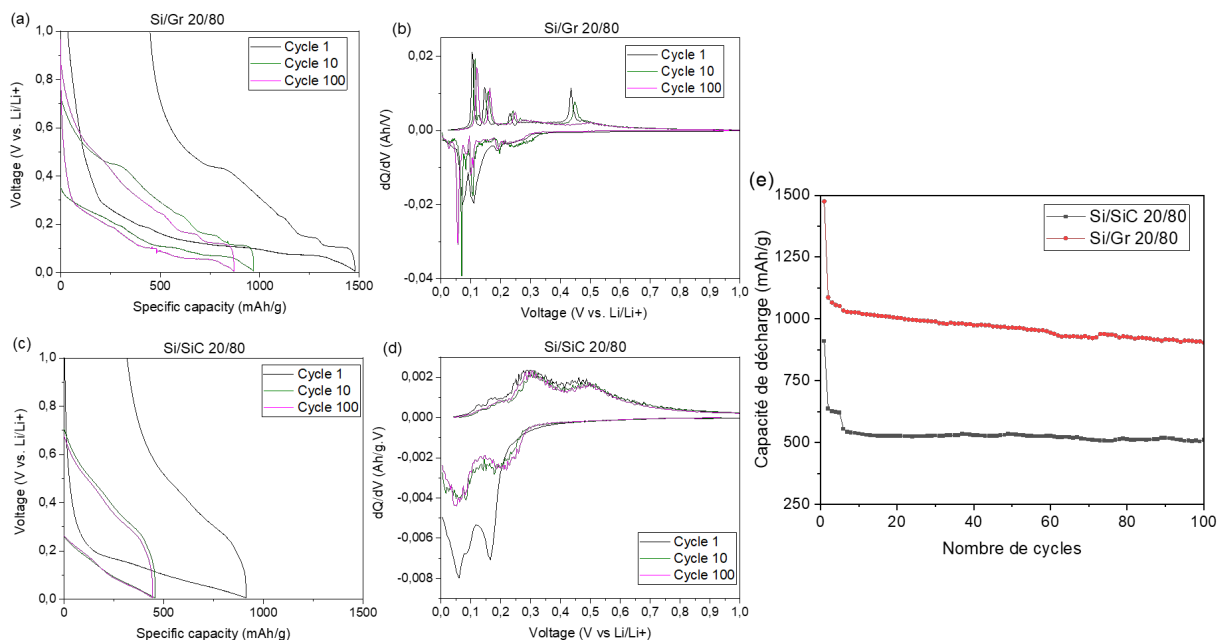 (a)
Si/Gr 20/80
Voltage (V vs. Li/Li+)
1,0
0,8
0,6
0,4
0,2
0,0
Cycle 1
Cycle 10
Cycle 100
0
250
500
750
1000
1250
1500
Specific capacity (mAh/g)
(b)
Si/Gr 20/80
dQ/dV (Ah/V)
0,02
0,00
-0,02
-0,04
Cycle 1
Cycle 10
Cycle 100
0,0
0,1
0,2
0,3
0,4
0,5
0,6
0,7
0,8
0,9
1,0
Voltage (V vs. Li/Li+)
(c)
Si/SiC 20/80
Voltage (V vs. Li/Li+)
1,0
0,8
0,6
0,4
0,2
0,0
Cycle 1
Cycle 10
Cycle 100
0
250
500
750
1000
1250
1500
Specific capacity (mAh/g)
(d)
Si/SiC 20/80
dQ/dV (Ah/g.V)
0,002
0,000
-0,002
-0,004
-0,006
-0,008
Cycle 1
Cycle 10
Cycle 100
0,0
0,1
0,2
0,3
0,4
0,5
0,6
0,7
0,8
0,9
1,0
Voltage (V vs Li/Li+)
(e)
Capacité de décharge (mAh/g)
1500
1250
1000
750
500
250
Si/SiC 20/80
Si/Gr 20/80
0
20
40
60
80
100
Nombre de cycles